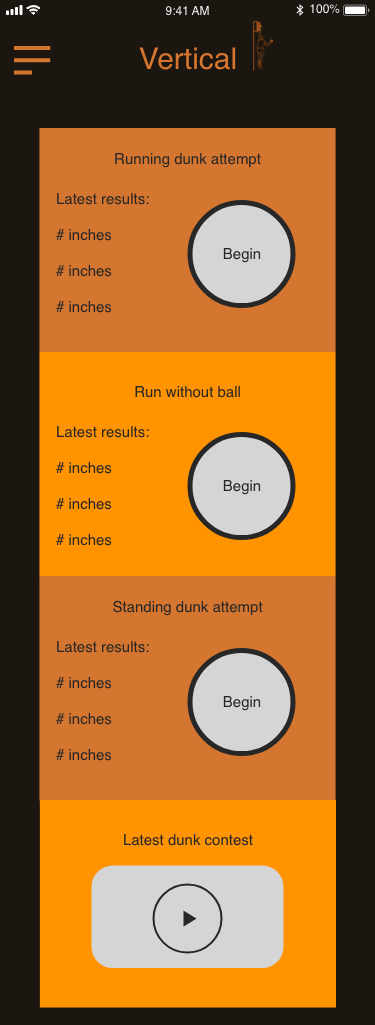 9:41 AM
100%
Vertical
Running dunk attempt
Latest results:
# inches
# inches
# inches
Begin
Run without ball
Latest results:
# inches
# inches
# inches
Begin
Standing dunk attempt
Latest results:
# inches
# inches
# inches
Begin
Latest dunk contest